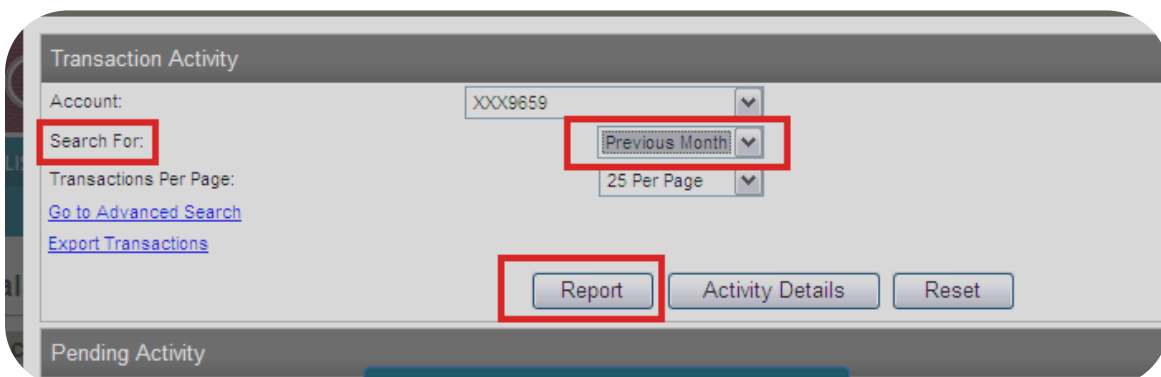 Transaction Activity
Account: XXX9659
Search For: Previous Month
Transactions Per Page: 25 Per Page
Go to Advanced Search
Export Transactions
Report Activity Details Reset
Pending Activity